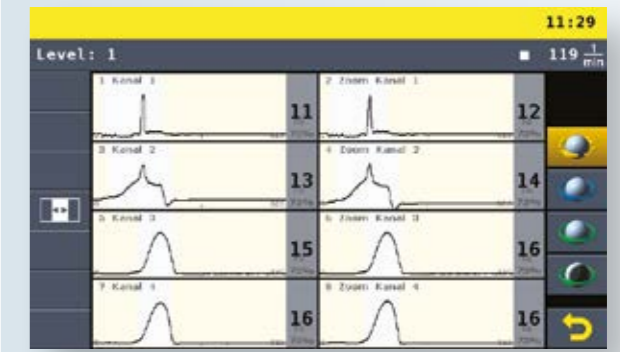 11:29
Level: 1
119 1/min
1 Kanal 1
11
2 Zoom Kanal 1
12
3 Kanal 2
13
4 Zoom Kanal 2
14
5 Kanal 3
15
6 Zoom Kanal 3
16
7 Kanal 4
16
8 Zoom Kanal 4
16